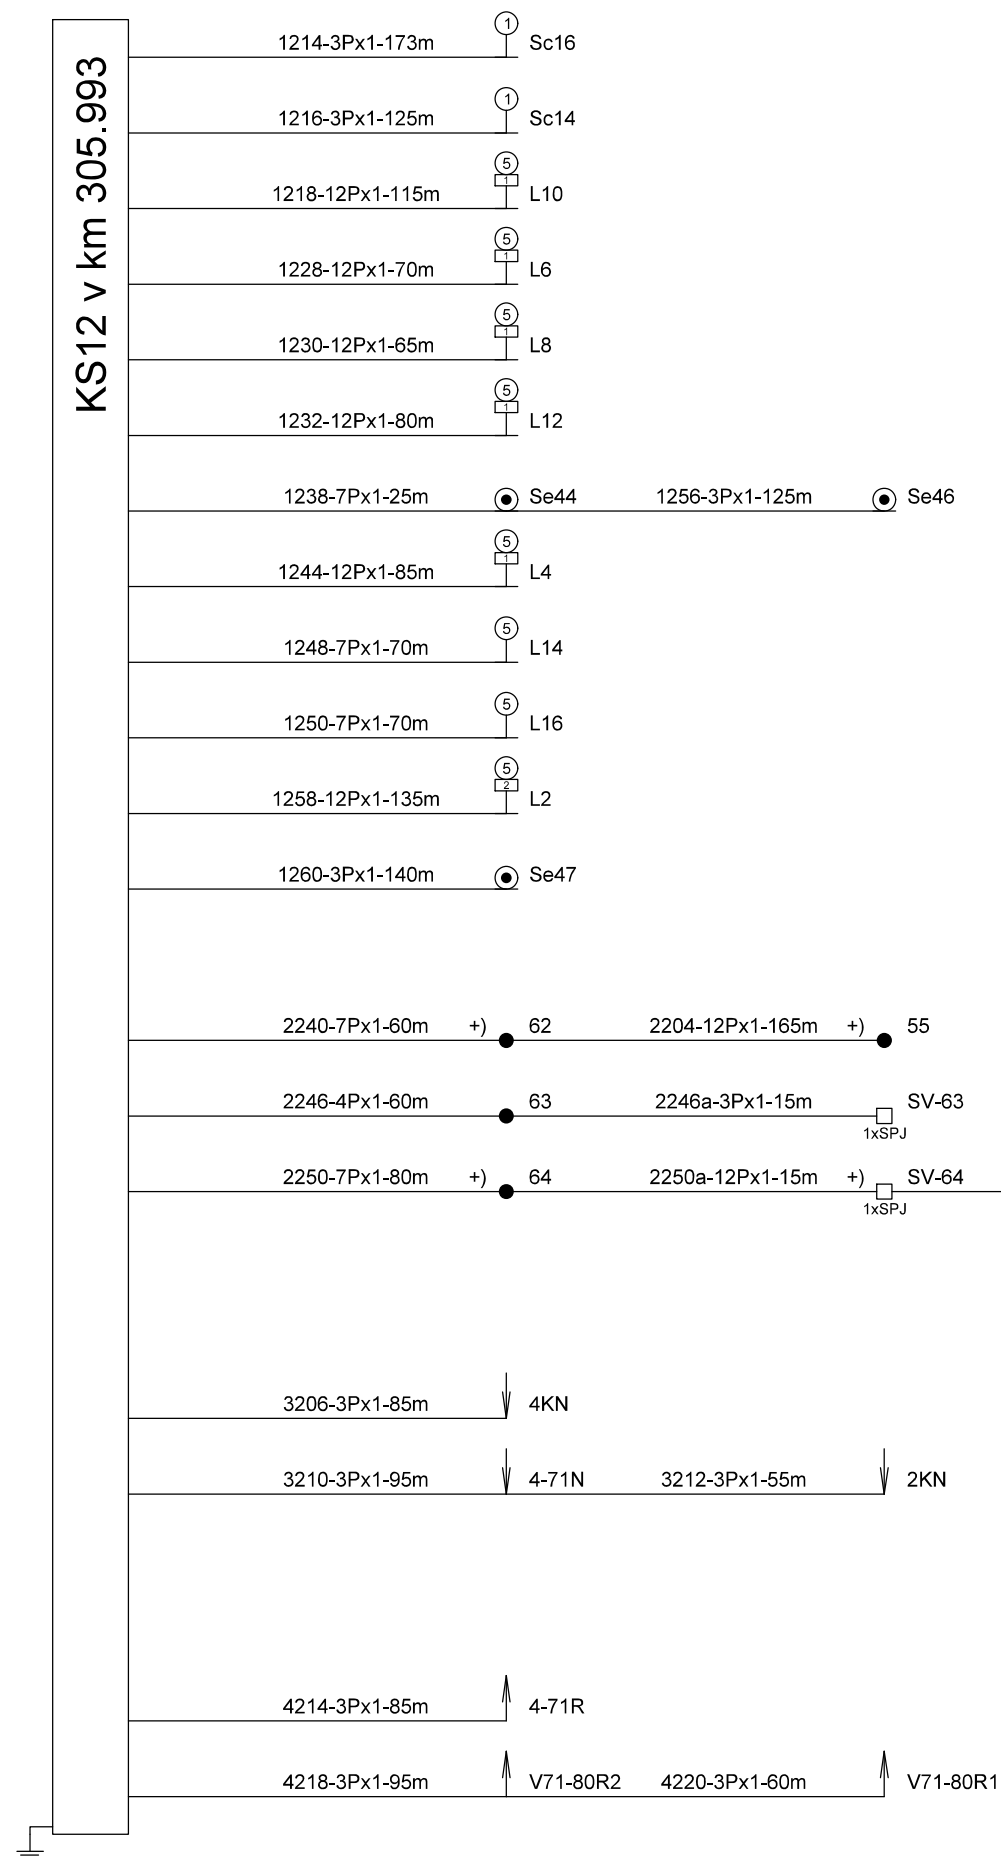 KS12 v km 305.993
1
1214-3Px1-173m Sc16
1
1216-3Px1-125m Sc14
5
1
1218-12Px1-115m L10
5
1
1228-12Px1-70m L6
5
1
1230-12Px1-65m L8
5
1
1232-12Px1-80m L12
1238-7Px1-25m Se44 1256-3Px1-125m Se46
5
1
1244-12Px1-85m L4
5
1248-7Px1-70m L14
5
1250-7Px1-70m L16
5
2
1258-12Px1-135m L2
1260-3Px1-140m Se47
2240-7Px1-60m +) 62 2204-12Px1-165m +) 55
2246-4Px1-60m 63 2246a-3Px1-15m SV-63
1xSPJ
2250-7Px1-80m +) 64 2250a-12Px1-15m +) SV-64
1xSPJ
3206-3Px1-85m 4KN
3210-3Px1-95m 4-71N 3212-3Px1-55m 2KN
4214-3Px1-85m 4-71R
4218-3Px1-95m V71-80R2 4220-3Px1-60m V71-80R1